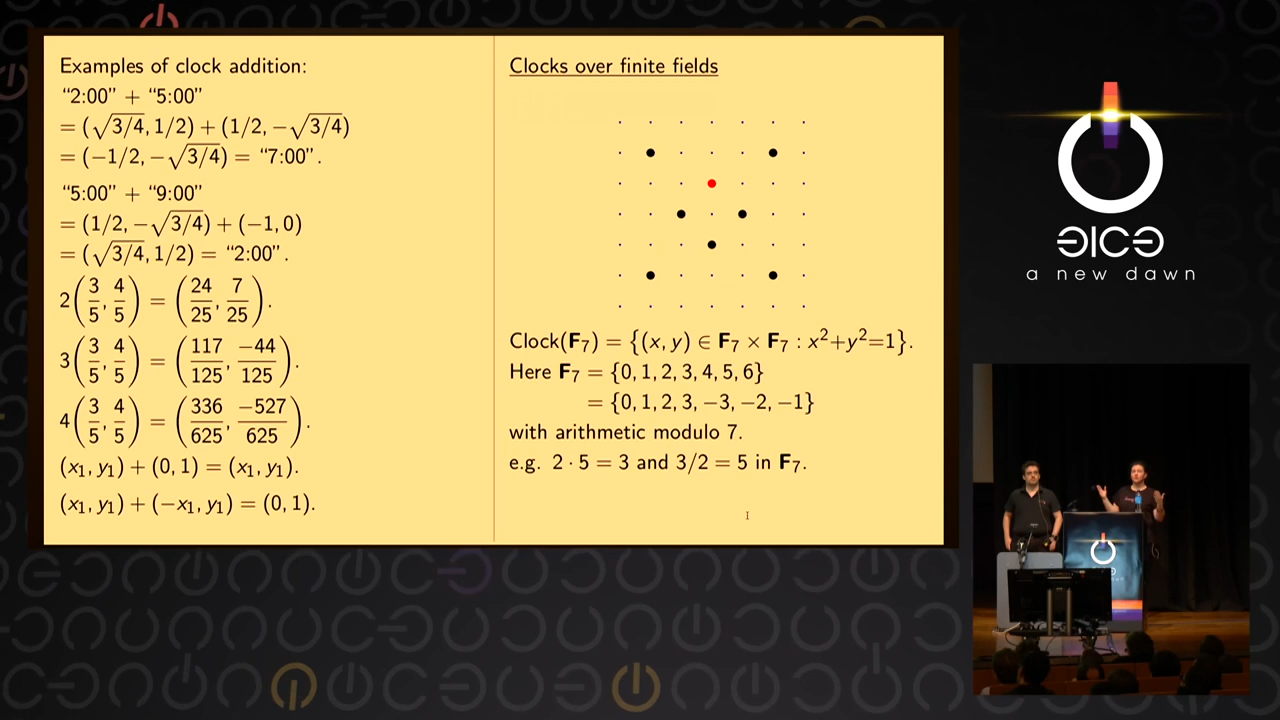 Examples of clock addition:
“2:00” + “5:00”
= (√3/4, 1/2) + (1/2, −√3/4)
= (−1/2, −√3/4) = “7:00”.
“5:00” + “9:00”
= (1/2, −√3/4) + (−1, 0)
= (√3/4, 1/2) = “2:00”.
2(3/5, 4/5) = (24/25, 7/25).
3(3/5, 4/5) = (117/125, −44/125).
4(3/5, 4/5) = (336/625, −527/625).
(x₁, y₁) + (0, 1) = (x₁, y₁).
(x₁, y₁) + (−x₁, y₁) = (0, 1).
Clocks over finite fields
Clock(F₇) = {(x, y) ∈ F₇ × F₇ : x²+y²=1}.
Here F₇ = {0, 1, 2, 3, 4, 5, 6}
= {0, 1, 2, 3, −3, −2, −1}
with arithmetic modulo 7.
e.g. 2 · 5 = 3 and 3/2 = 5 in F₇.
a new dawn